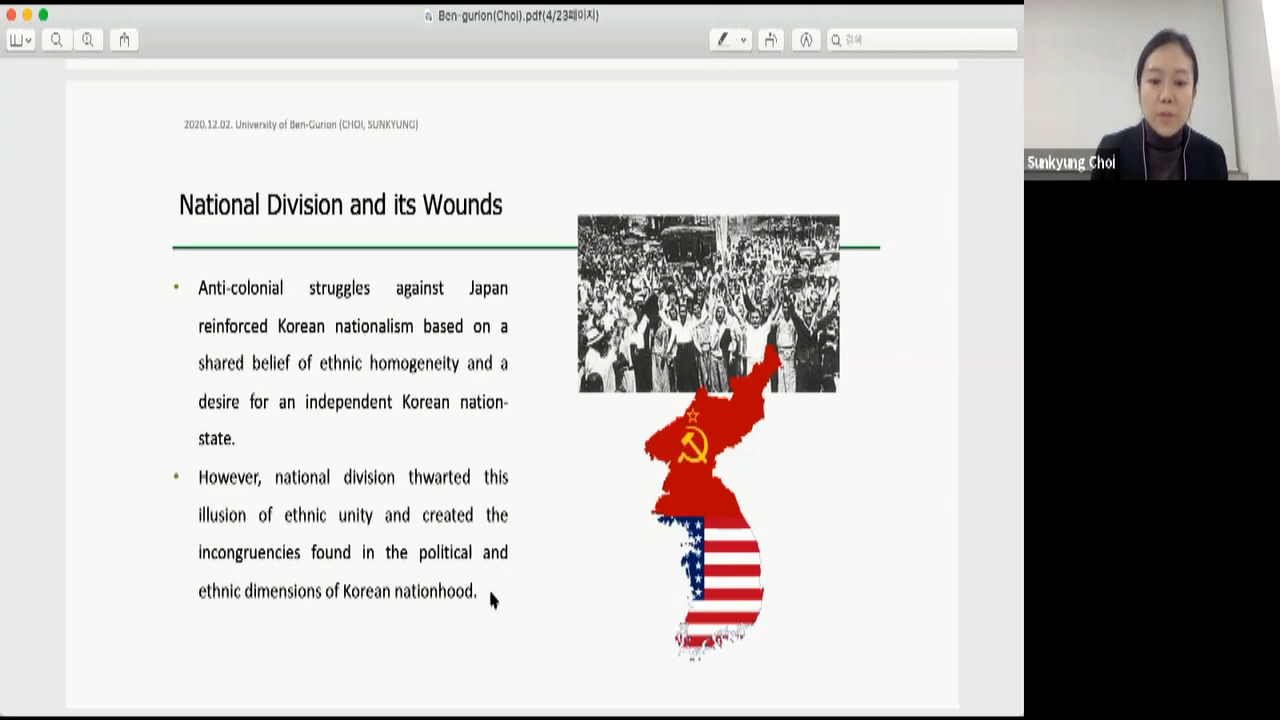 Ben-gurion(Choi).pdf(4/23페이지)
검색
2020.12.02. University of Ben-Gurion (CHOI, SUNKYUNG)
National Division and its Wounds
• Anti-colonial struggles against Japan
reinforced Korean nationalism based on a
shared belief of ethnic homogeneity and a
desire for an independent Korean nation-
state.
• However, national division thwarted this
illusion of ethnic unity and created the
incongruencies found in the political and
ethnic dimensions of Korean nationhood.
Sunkyung Choi